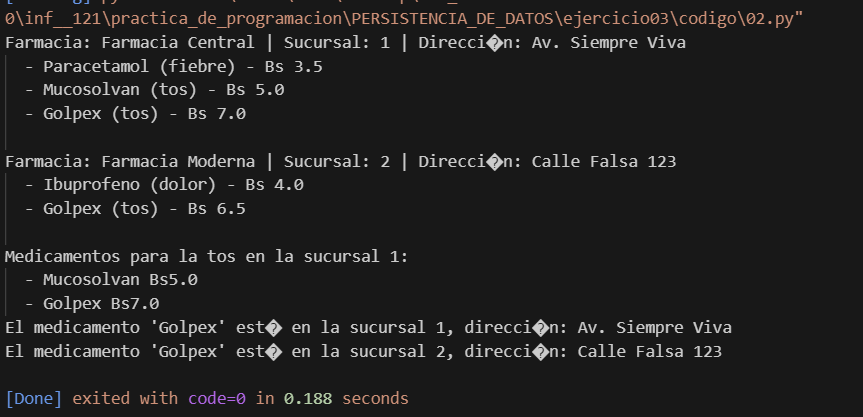 0\inf__121\practica_de_programacion\PERSISTENCIA_DE_DATOS\ejercicio03\codigo\02.py"
Farmacia: Farmacia Central | Sucursal: 1 | Direcci�n: Av. Siempre Viva
- Paracetamol (fiebre) - Bs 3.5
- Mucosolvan (tos) - Bs 5.0
- Golpex (tos) - Bs 7.0
Farmacia: Farmacia Moderna | Sucursal: 2 | Direcci�n: Calle Falsa 123
- Ibuprofeno (dolor) - Bs 4.0
- Golpex (tos) - Bs 6.5
Medicamentos para la tos en la sucursal 1:
- Mucosolvan Bs5.0
- Golpex Bs7.0
El medicamento 'Golpex' est� en la sucursal 1, direcci�n: Av. Siempre Viva
El medicamento 'Golpex' est� en la sucursal 2, direcci�n: Calle Falsa 123
[Done] exited with code=0 in 0.188 seconds